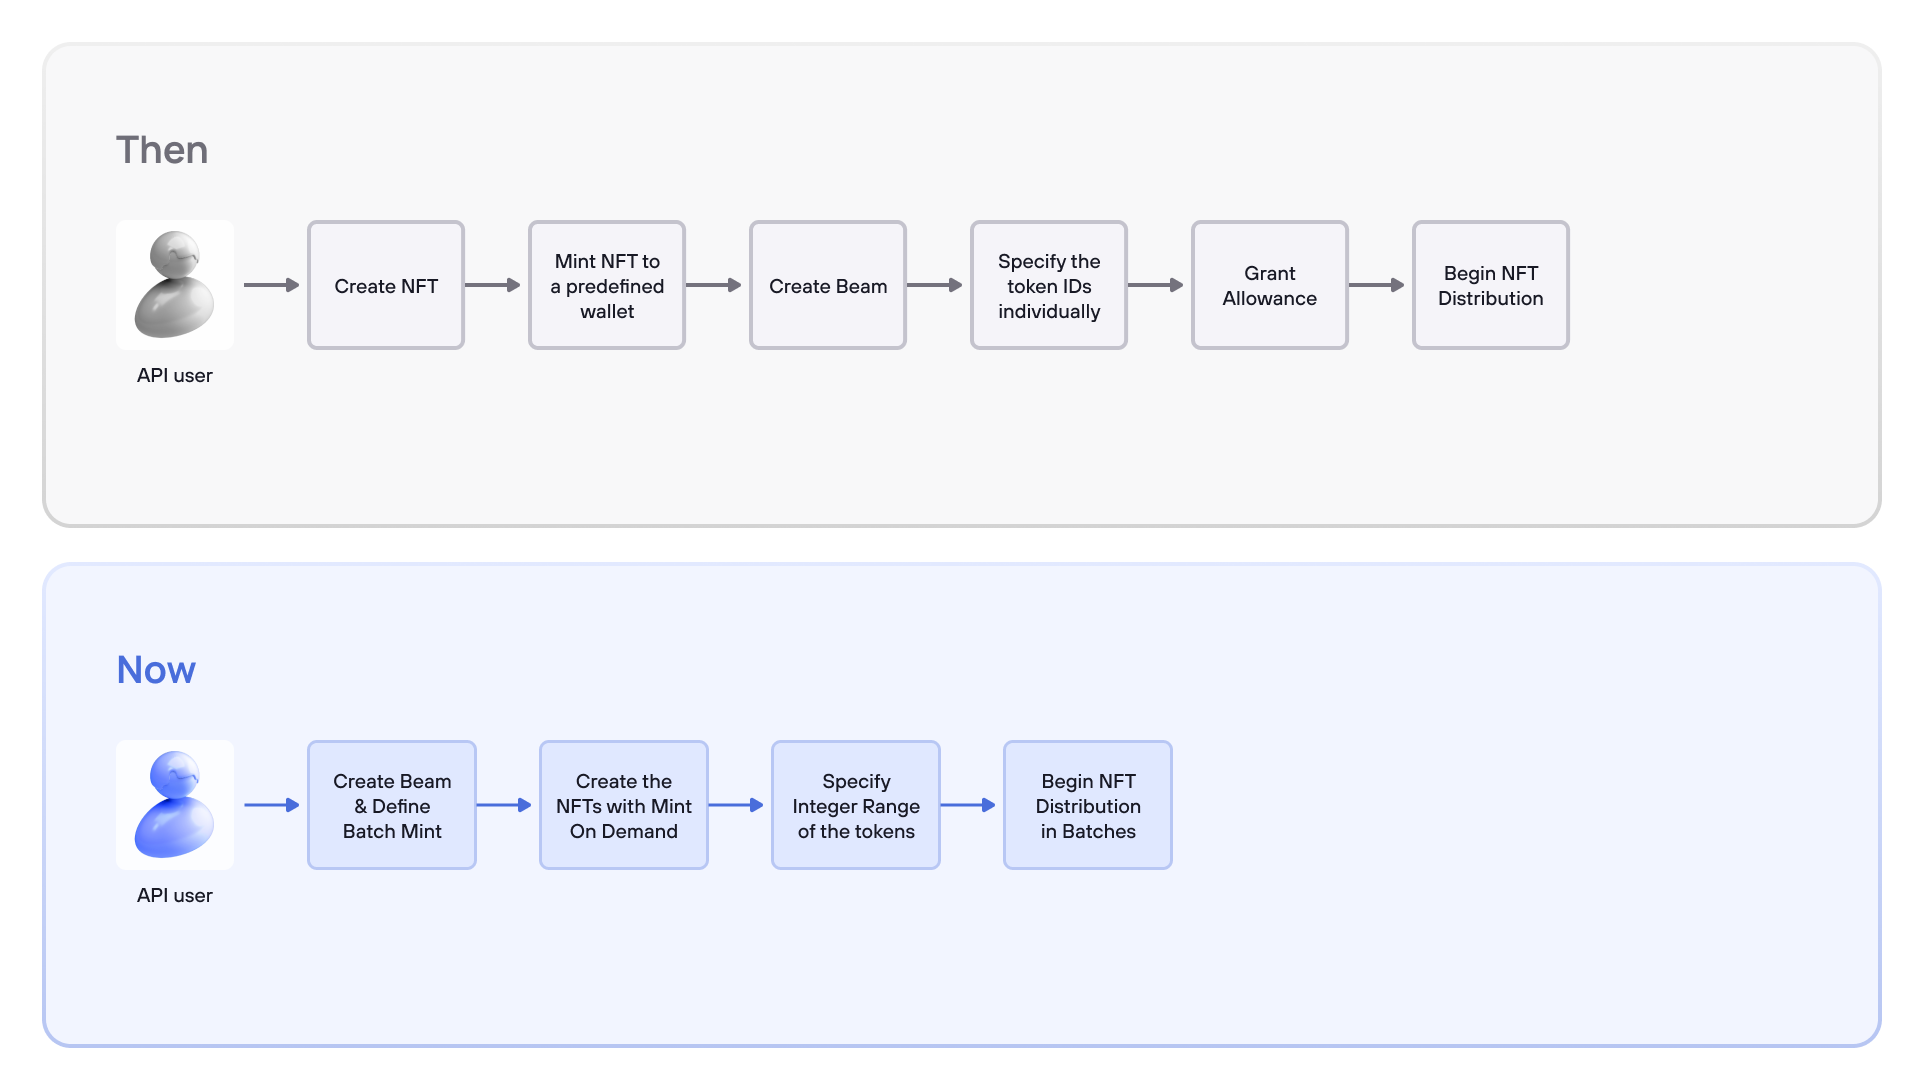 Then
API user
Create NFT
Mint NFT to
a predefined
wallet
Create Beam
Specify the
token IDs
individually
Grant
Allowance
Begin NFT
Distribution
Now
API user
Create Beam
& Define
Batch Mint
Create the
NFTs with Mint
On Demand
Specify
Integer Range
of the tokens
Begin NFT
Distribution
in Batches